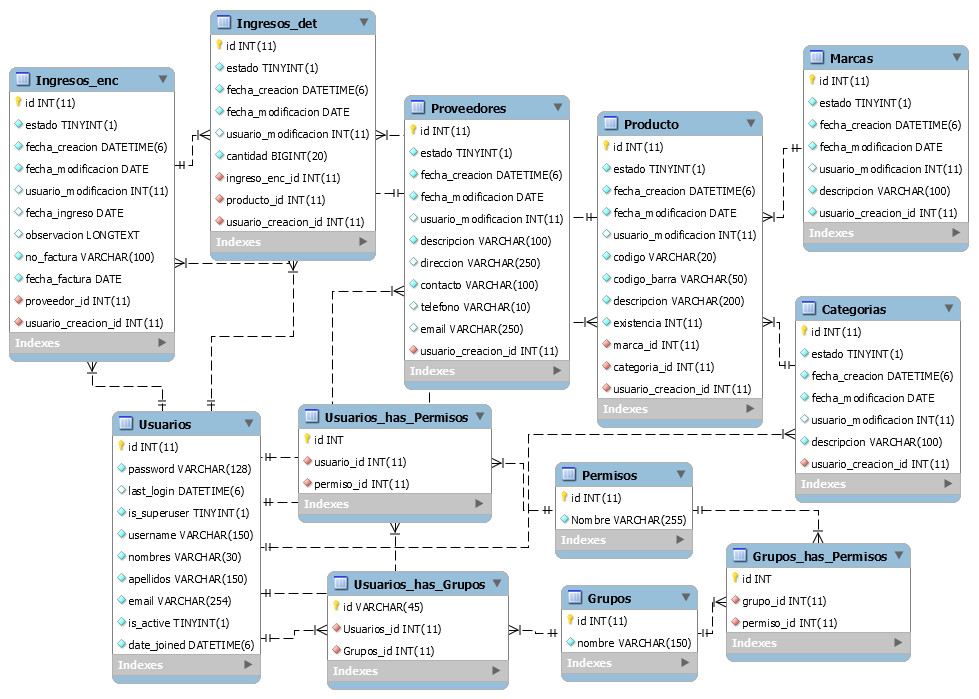 Ingresos_enc
id INT(11)
estado TINYINT(1)
fecha_creacion DATETIME(6)
fecha_modificacion DATE
usuario_modificacion INT(11)
fecha_ingreso DATE
observacion LONGTEXT
no_factura VARCHAR(100)
fecha_factura DATE
proveedor_id INT(11)
usuario_creacion_id INT(11)
Indexes
Ingresos_det
id INT(11)
estado TINYINT(1)
fecha_creacion DATETIME(6)
fecha_modificacion DATE
usuario_modificacion INT(11)
cantidad BIGINT(20)
ingreso_enc_id INT(11)
producto_id INT(11)
usuario_creacion_id INT(11)
Indexes
Proveedores
id INT(11)
estado TINYINT(1)
fecha_creacion DATETIME(6)
fecha_modificacion DATE
usuario_modificacion INT(11)
descripcion VARCHAR(100)
direccion VARCHAR(250)
contacto VARCHAR(100)
telefono VARCHAR(10)
email VARCHAR(250)
usuario_creacion_id INT(11)
Indexes
Producto
id INT(11)
estado TINYINT(1)
fecha_creacion DATETIME(6)
fecha_modificacion DATE
usuario_modificacion INT(11)
codigo VARCHAR(20)
codigo_barra VARCHAR(50)
descripcion VARCHAR(200)
existencia INT(11)
marca_id INT(11)
categoria_id INT(11)
usuario_creacion_id INT(11)
Indexes
Marcas
id INT(11)
estado TINYINT(1)
fecha_creacion DATETIME(6)
fecha_modificacion DATE
usuario_modificacion INT(11)
descripcion VARCHAR(100)
usuario_creacion_id INT(11)
Indexes
Categorias
id INT(11)
estado TINYINT(1)
fecha_creacion DATETIME(6)
fecha_modificacion DATE
usuario_modificacion INT(11)
descripcion VARCHAR(100)
usuario_creacion_id INT(11)
Indexes
Usuarios
id INT(11)
password VARCHAR(128)
last_login DATETIME(6)
is_superuser TINYINT(1)
username VARCHAR(150)
nombres VARCHAR(30)
apellidos VARCHAR(150)
email VARCHAR(254)
is_active TINYINT(1)
date_joined DATETIME(6)
Indexes
Usuarios_has_Permisos
id INT
usuario_id INT(11)
permiso_id INT(11)
Indexes
Permisos
id INT(11)
Nombre VARCHAR(255)
Indexes
Usuarios_has_Grupos
id VARCHAR(45)
Usuarios_id INT(11)
Grupos_id INT(11)
Indexes
Grupos
id INT(11)
nombre VARCHAR(150)
Indexes
Grupos_has_Permisos
id INT
grupo_id INT(11)
permiso_id INT(11)
Indexes